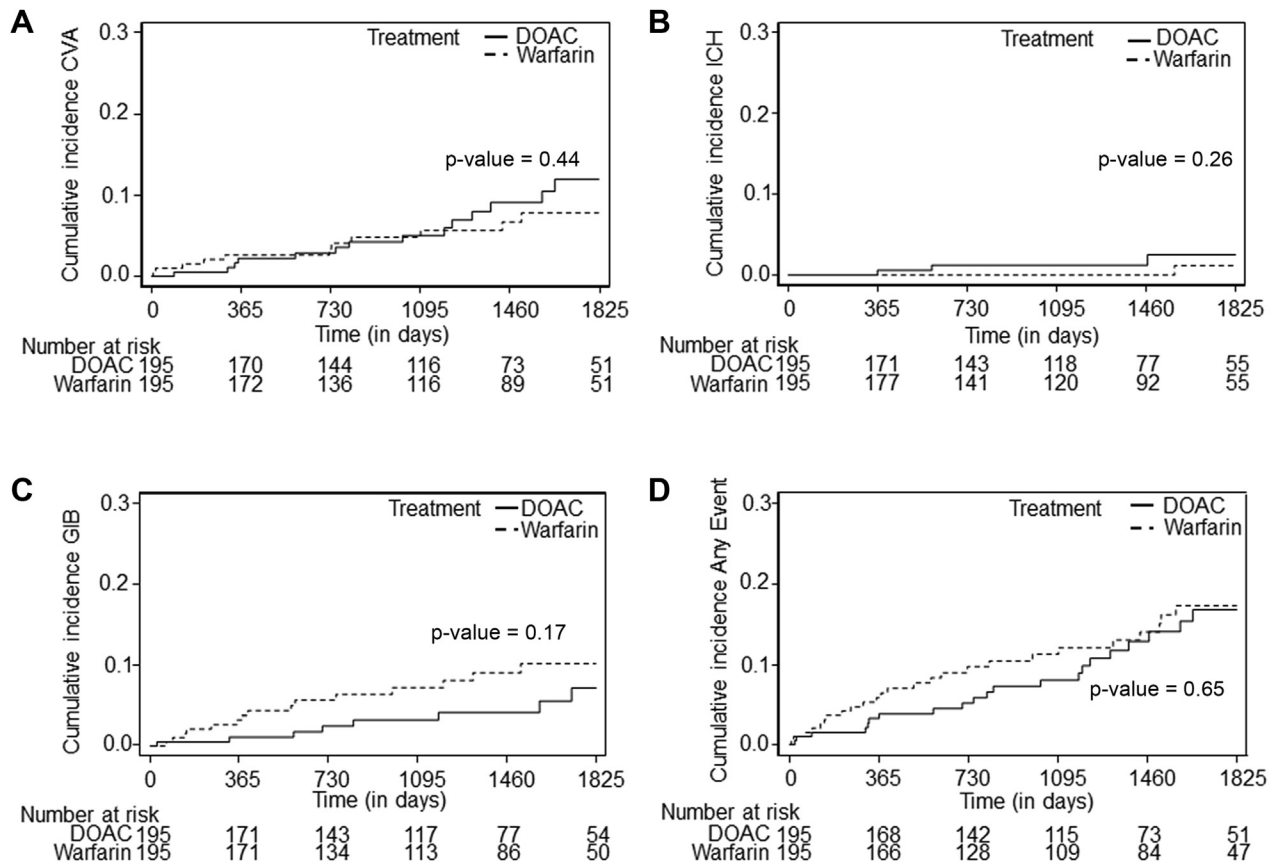 A
Cumulative incidence CVA
0.3
0.2
0.1
0.0
Treatment DOAC
Warfarin
p-value = 0.44
0 365 730 1095 1460 1825
Time (in days)
Number at risk
DOAC 195 170 144 116 73 51
Warfarin 195 172 136 116 89 51
B
Cumulative incidence ICH
0.3
0.2
0.1
0.0
Treatment DOAC
Warfarin
p-value = 0.26
0 365 730 1095 1460 1825
Time (in days)
Number at risk
DOAC 195 171 143 118 77 55
Warfarin 195 177 141 120 92 55
C
Cumulative incidence GIB
0.3
0.2
0.1
0.0
Treatment DOAC
Warfarin
p-value = 0.17
0 365 730 1095 1460 1825
Time (in days)
Number at risk
DOAC 195 171 143 117 77 54
Warfarin 195 171 134 113 86 50
D
Cumulative incidence Any Event
0.3
0.2
0.1
0.0
Treatment DOAC
Warfarin
p-value = 0.65
0 365 730 1095 1460 1825
Time (in days)
Number at risk
DOAC 195 168 142 115 73 51
Warfarin 195 166 128 109 84 47